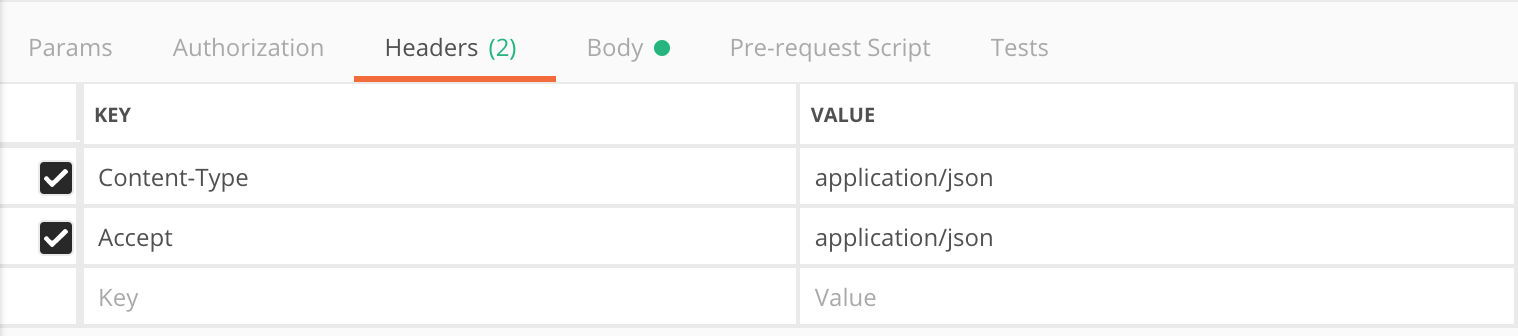 Params Authorization Headers (2) Body Pre-request Script Tests
KEY VALUE
Content-Type application/json
Accept application/json
Key Value